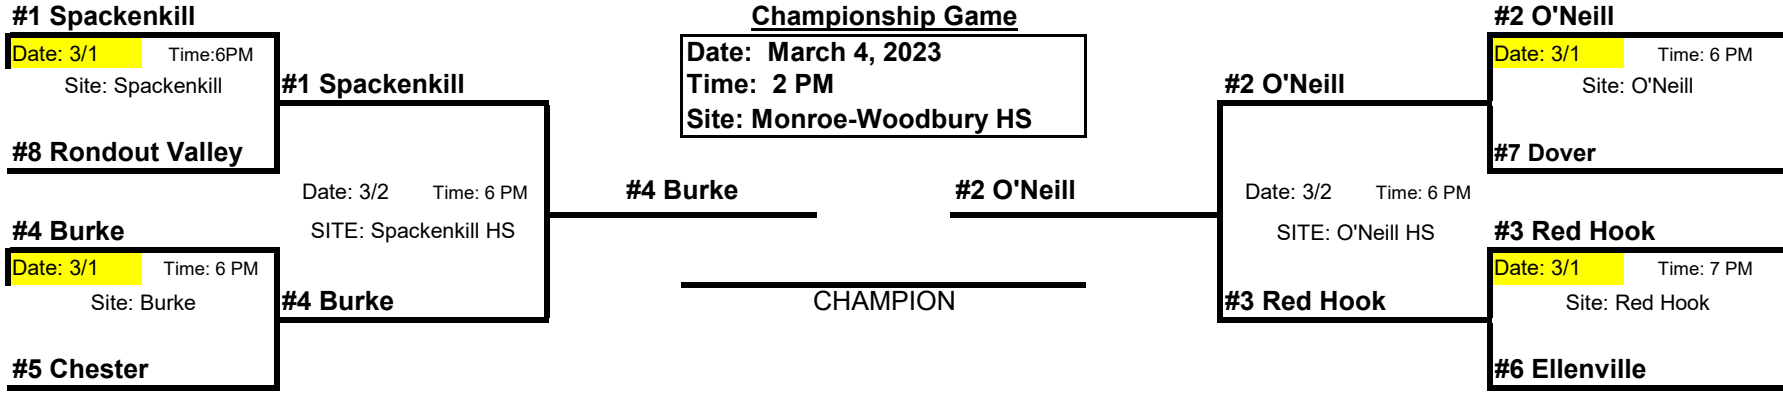 #1 Spackenkill
Date: 3/1 Time:6PM
Site: Spackenkill
#8 Rondout Valley
#4 Burke
Date: 3/1 Time: 6 PM
Site: Burke
#5 Chester
#1 Spackenkill
Date: 3/2 Time: 6 PM
SITE: Spackenkill HS
#4 Burke
#4 Burke
Championship Game
Date: March 4, 2023
Time: 2 PM
Site: Monroe-Woodbury HS
CHAMPION
#2 O'Neill
#2 O'Neill
Date: 3/2 Time: 6 PM
SITE: O'Neill HS
#3 Red Hook
#2 O'Neill
Date: 3/1 Time: 6 PM
Site: O'Neill
#7 Dover
#3 Red Hook
Date: 3/1 Time: 7 PM
Site: Red Hook
#6 Ellenville